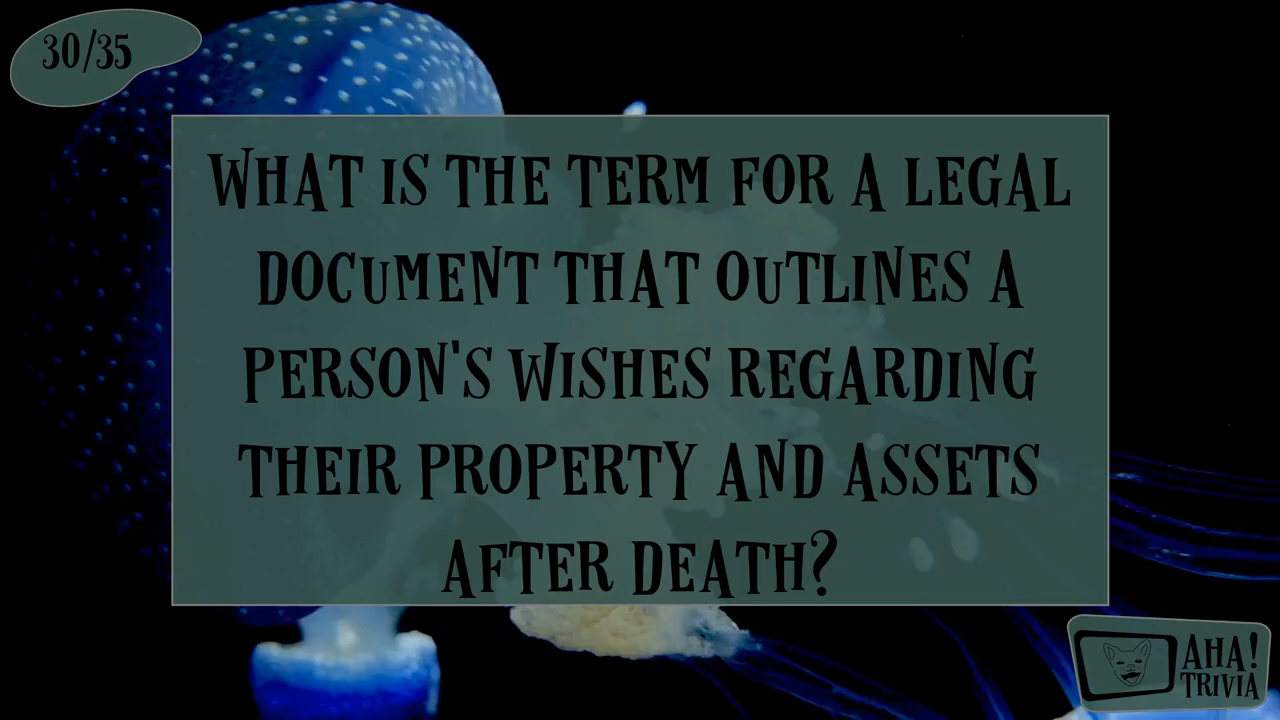 30/35
WHAT IS THE TERM FOR A LEGAL
DOCUMENT THAT OUTLINES A
PERSON'S WISHES REGARDING
THEIR PROPERTY AND ASSETS
AFTER DEATH?
AHA!
TRIVIA